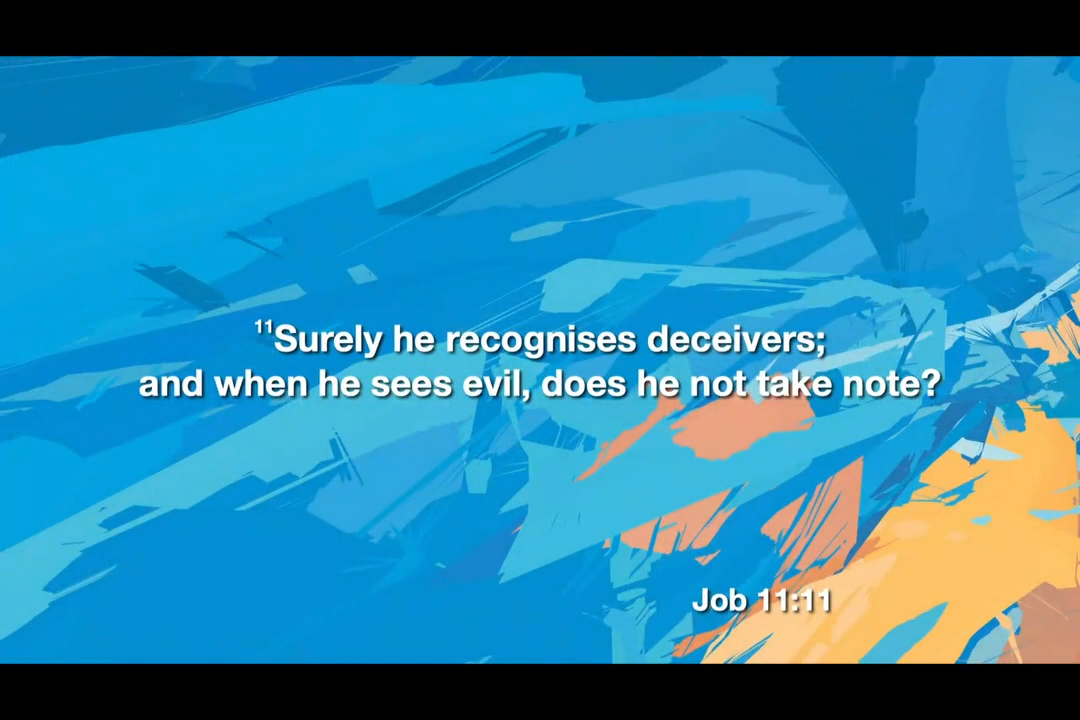 ¹¹Surely he recognises deceivers;
and when he sees evil, does he not take note?
Job 11:11